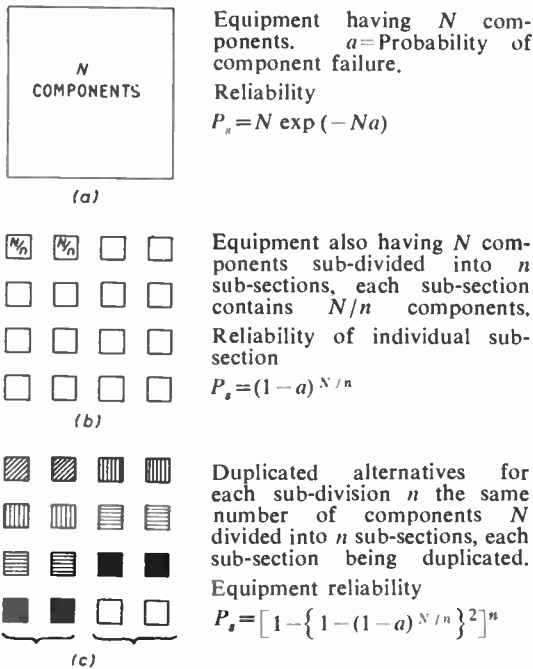 N
COMPONENTS
(a)
Equipment having N com-
ponents. a=Probability of
component failure.
Reliability
Pₛ=N exp (−Na)
N/n N/n
(b)
Equipment also having N com-
ponents sub-divided into n
sub-sections, each sub-section
contains N/n components,
Reliability of individual sub-
section
Pₛ=(1−a)^N/n
(c)
Duplicated alternatives for
each sub-division n the same
number of components N
divided into n sub-sections, each
sub-section being duplicated.
Equipment reliability
Pₛ=[1−{1−(1−a)^N/n}²]ⁿ